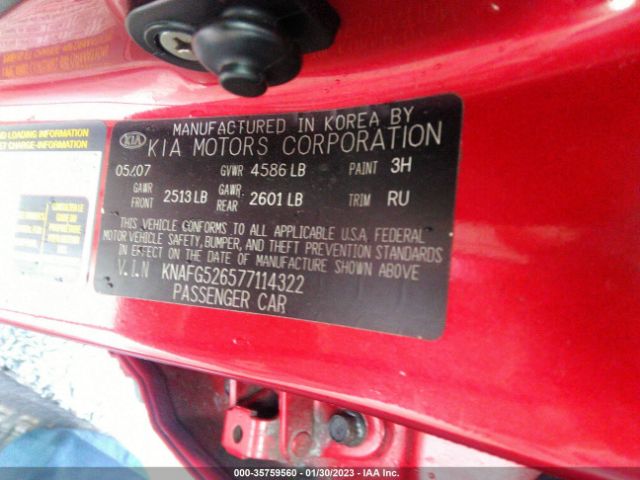 MANUFACTURED IN KOREA BY
KIA KIA MOTORS CORPORATION
05/07 GVWR 4586 LB PAINT 3H
GAWR FRONT 2513 LB GAWR REAR 2601 LB TRIM RU
THIS VEHICLE CONFORMS TO ALL APPLICABLE U.S.A. FEDERAL
MOTOR VEHICLE SAFETY, BUMPER, AND THEFT PREVENTION STANDARDS
IN EFFECT ON THE DATE OF MANUFACTURE SHOWN ABOVE
V.I.N KNAFG526577114322
PASSENGER CAR
D LOADING INFORMATION
ET CHARGE-INFORMATION
000-35759560 - 01/30/2023 - IAA Inc.